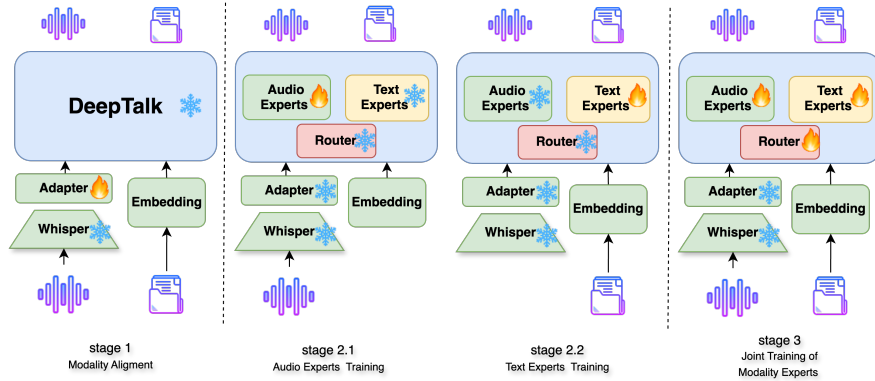 DeepTalk
Adapter
Whisper
Embedding
stage 1
Modality Aligment
Audio
Experts
Text
Experts
Router
Adapter
Whisper
Embedding
stage 2.1
Audio Experts Training
Audio
Experts
Text
Experts
Router
Adapter
Whisper
Embedding
stage 2.2
Text Experts Training
Audio
Experts
Text
Experts
Router
Adapter
Whisper
Embedding
stage 3
Joint Training of
Modality Experts